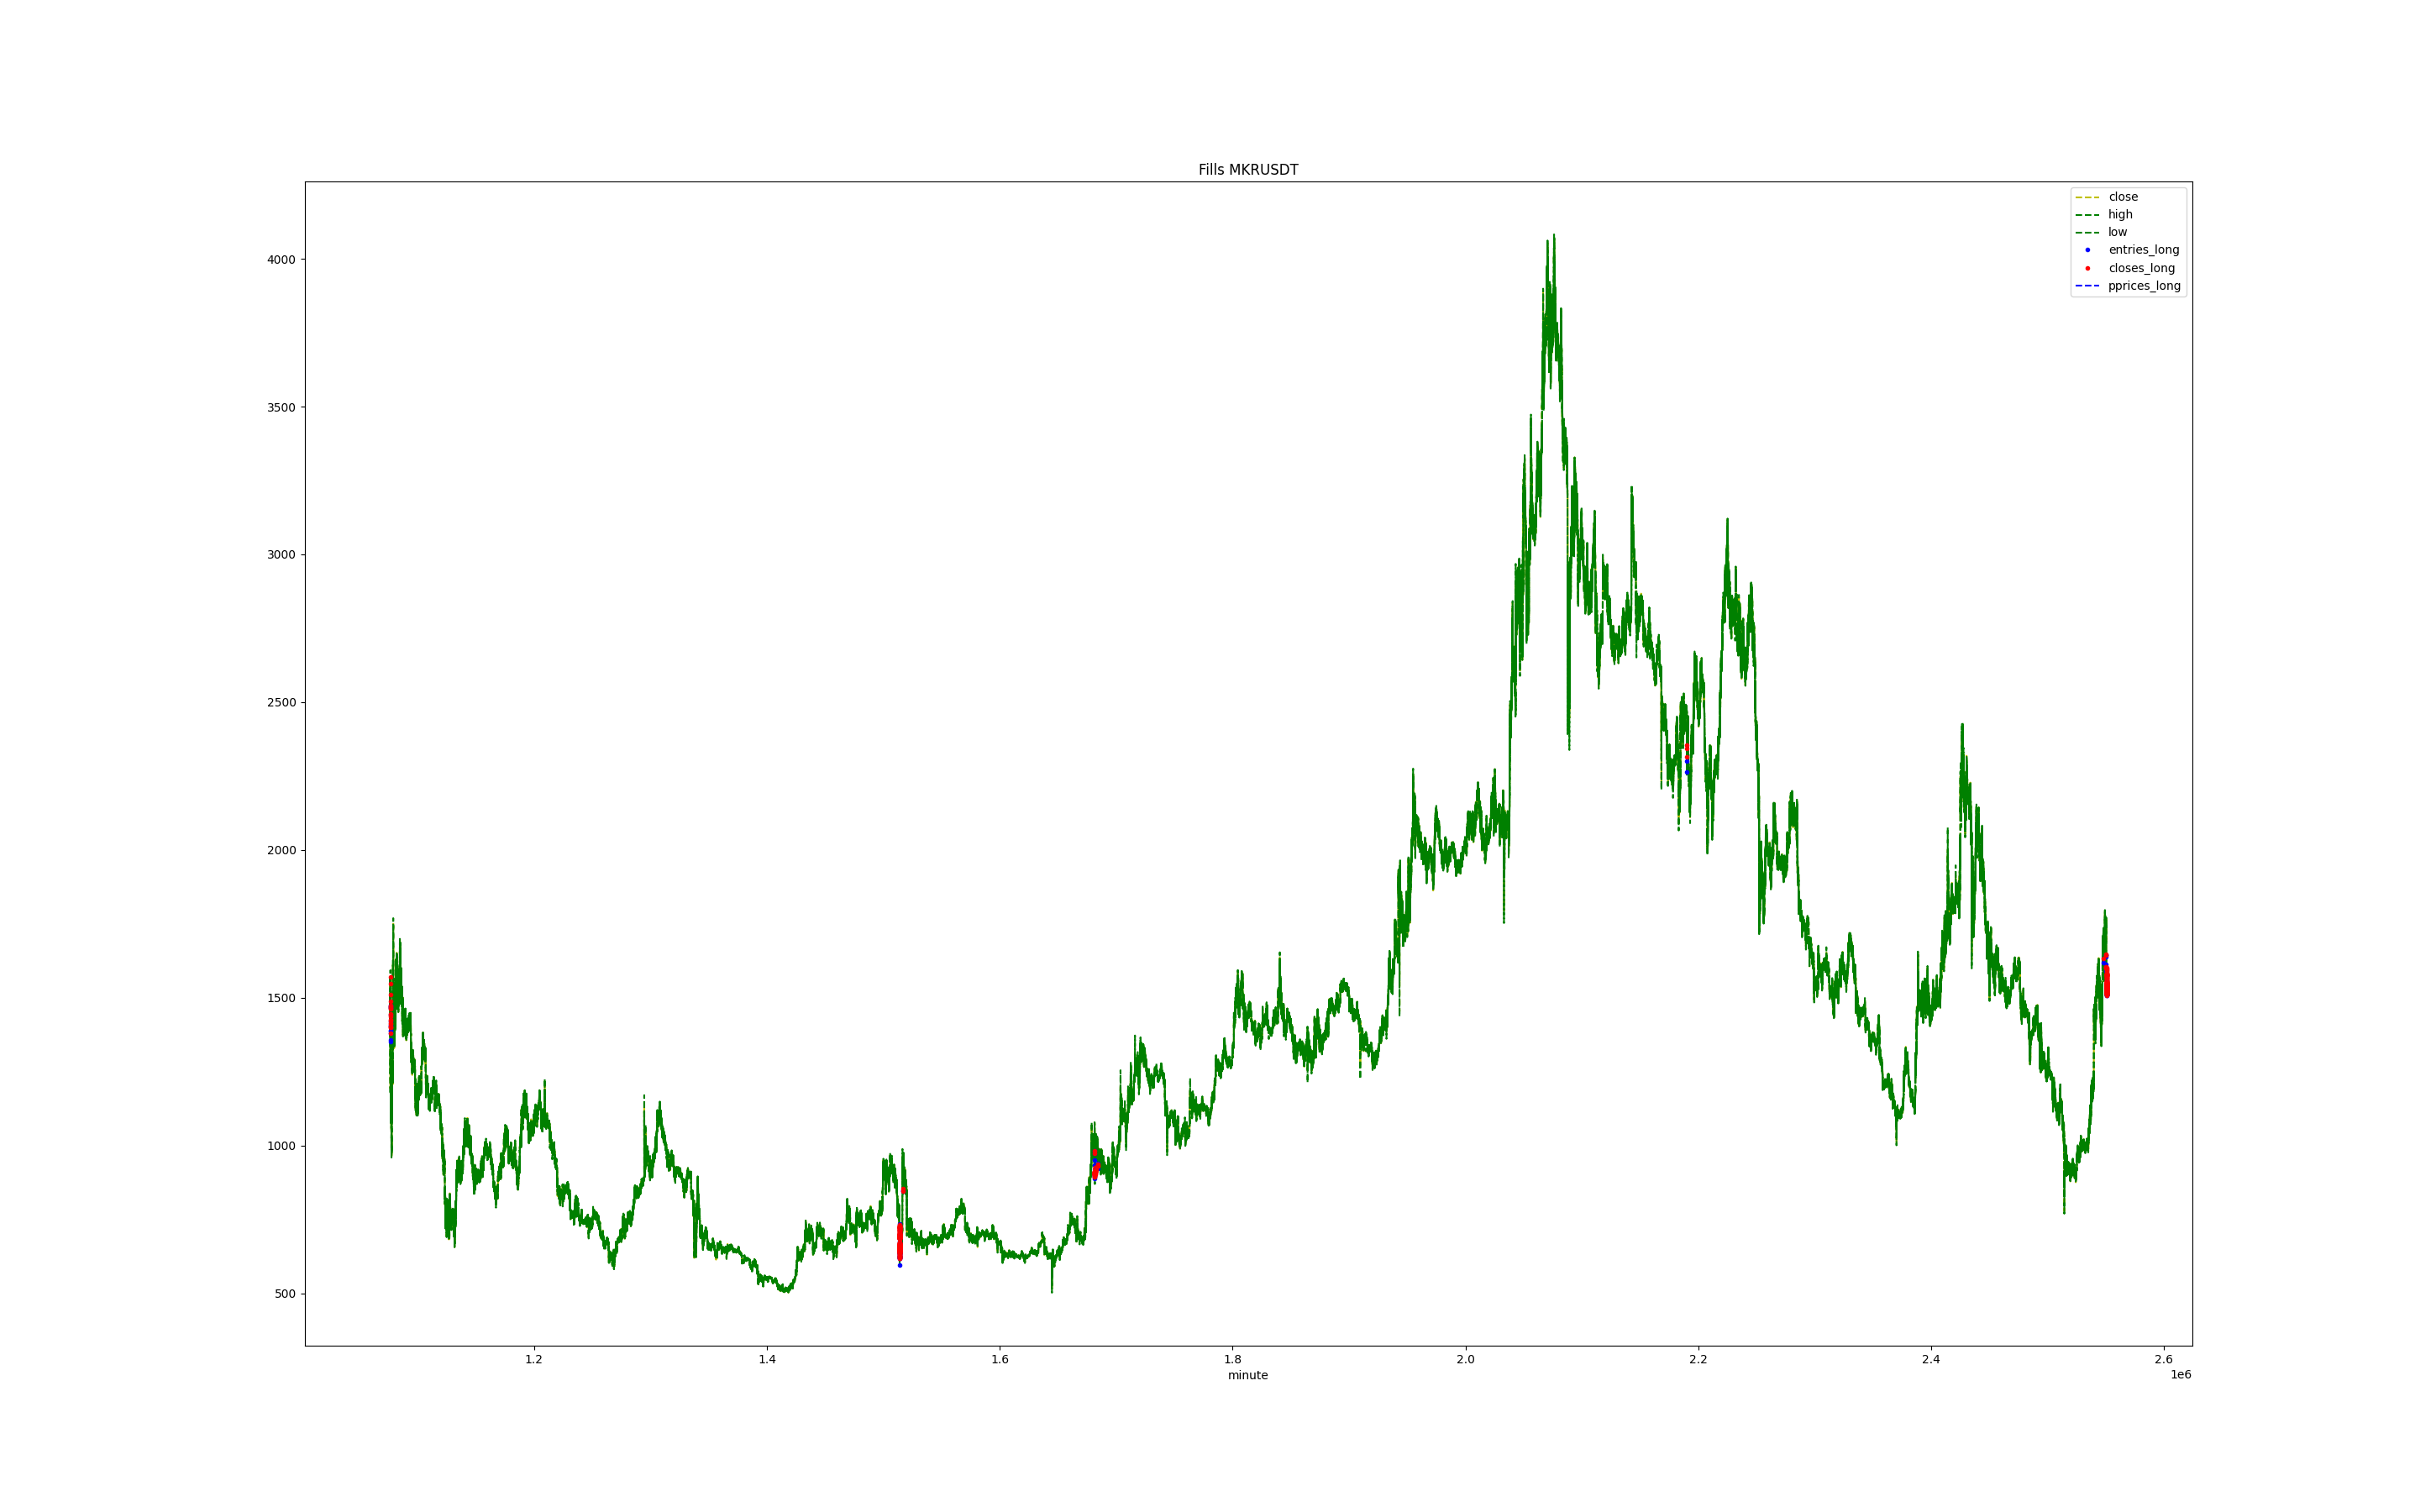 Fills MKRUSDT
close
high
low
entries_long
closes_long
pprices_long
4000
3500
3000
2500
2000
1500
1000
500
1.2
1.4
1.6
1.8
2.0
2.2
2.4
2.6
minute
1e6